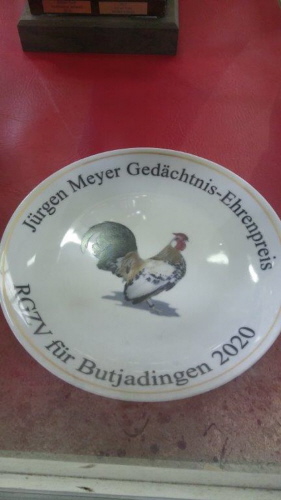 Jürgen Meyer Gedächtnis-Ehrenpreis
RGZV für Butjadingen 2020